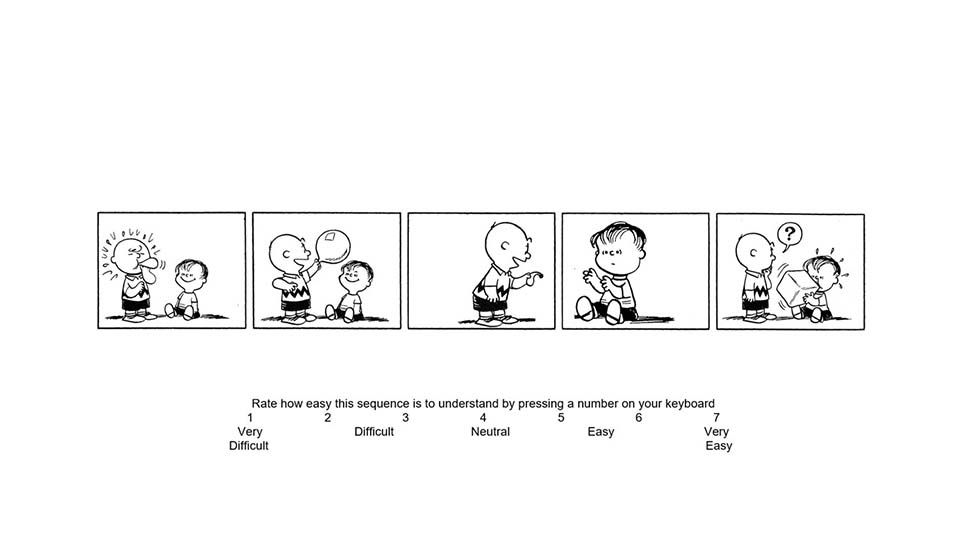 ?
Rate how easy this sequence is to understand by pressing a number on your keyboard
1 2 3 4 5 6 7
Very Difficult Neutral Easy Very
Difficult Easy